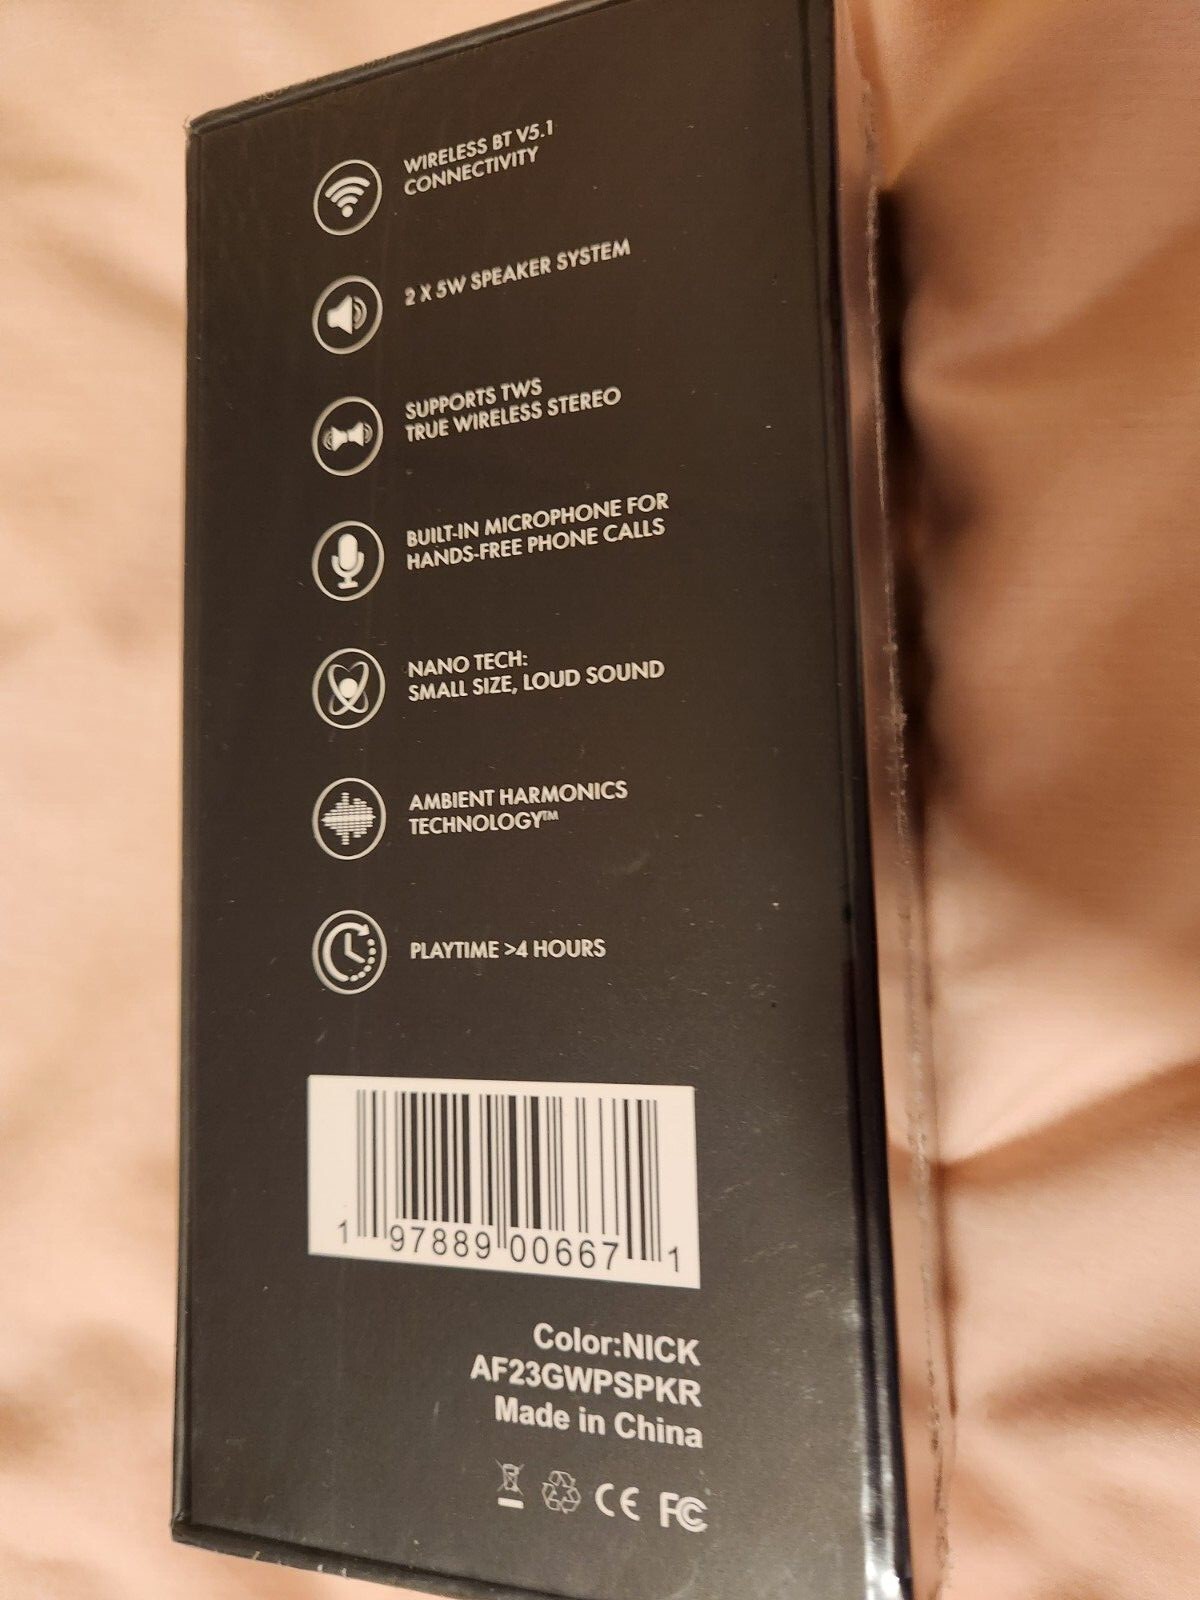 WIRELESS BT V5.1
CONNECTIVITY
2 X 5W SPEAKER SYSTEM
SUPPORTS TWS
TRUE WIRELESS STEREO
BUILT-IN MICROPHONE FOR
HANDS-FREE PHONE CALLS
NANO TECH:
SMALL SIZE, LOUD SOUND
AMBIENT HARMONICS
TECHNOLOGY™
PLAYTIME >4 HOURS
1 97889 00667 1
Color:NICK
AF23GWPSPKR
Made in China
CE FC